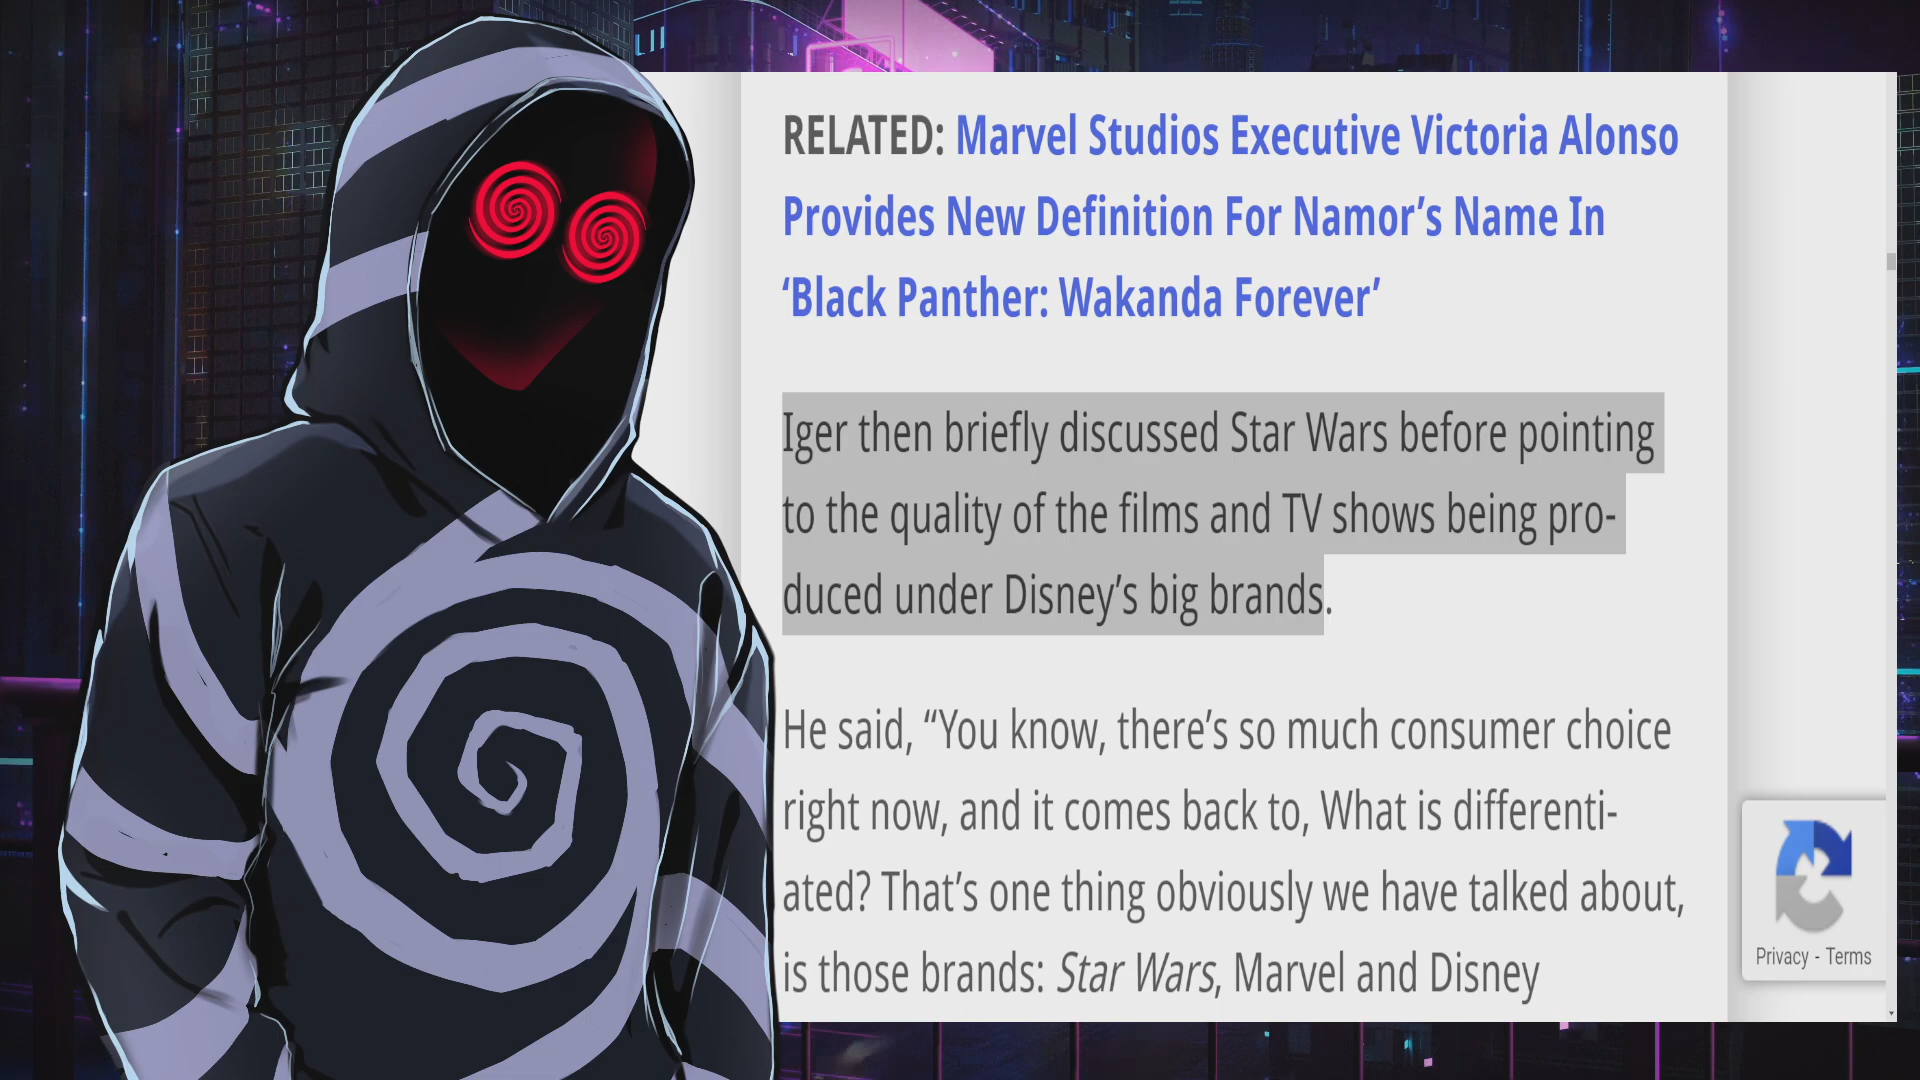 RELATED: Marvel Studios Executive Victoria Alonso
Provides New Definition For Namor’s Name In
‘Black Panther: Wakanda Forever’
Iger then briefly discussed Star Wars before pointing
to the quality of the films and TV shows being pro-
duced under Disney’s big brands.
He said, “You know, there’s so much consumer choice
right now, and it comes back to, What is differenti-
ated? That’s one thing obviously we have talked about,
is those brands: Star Wars, Marvel and Disney
Privacy - Terms